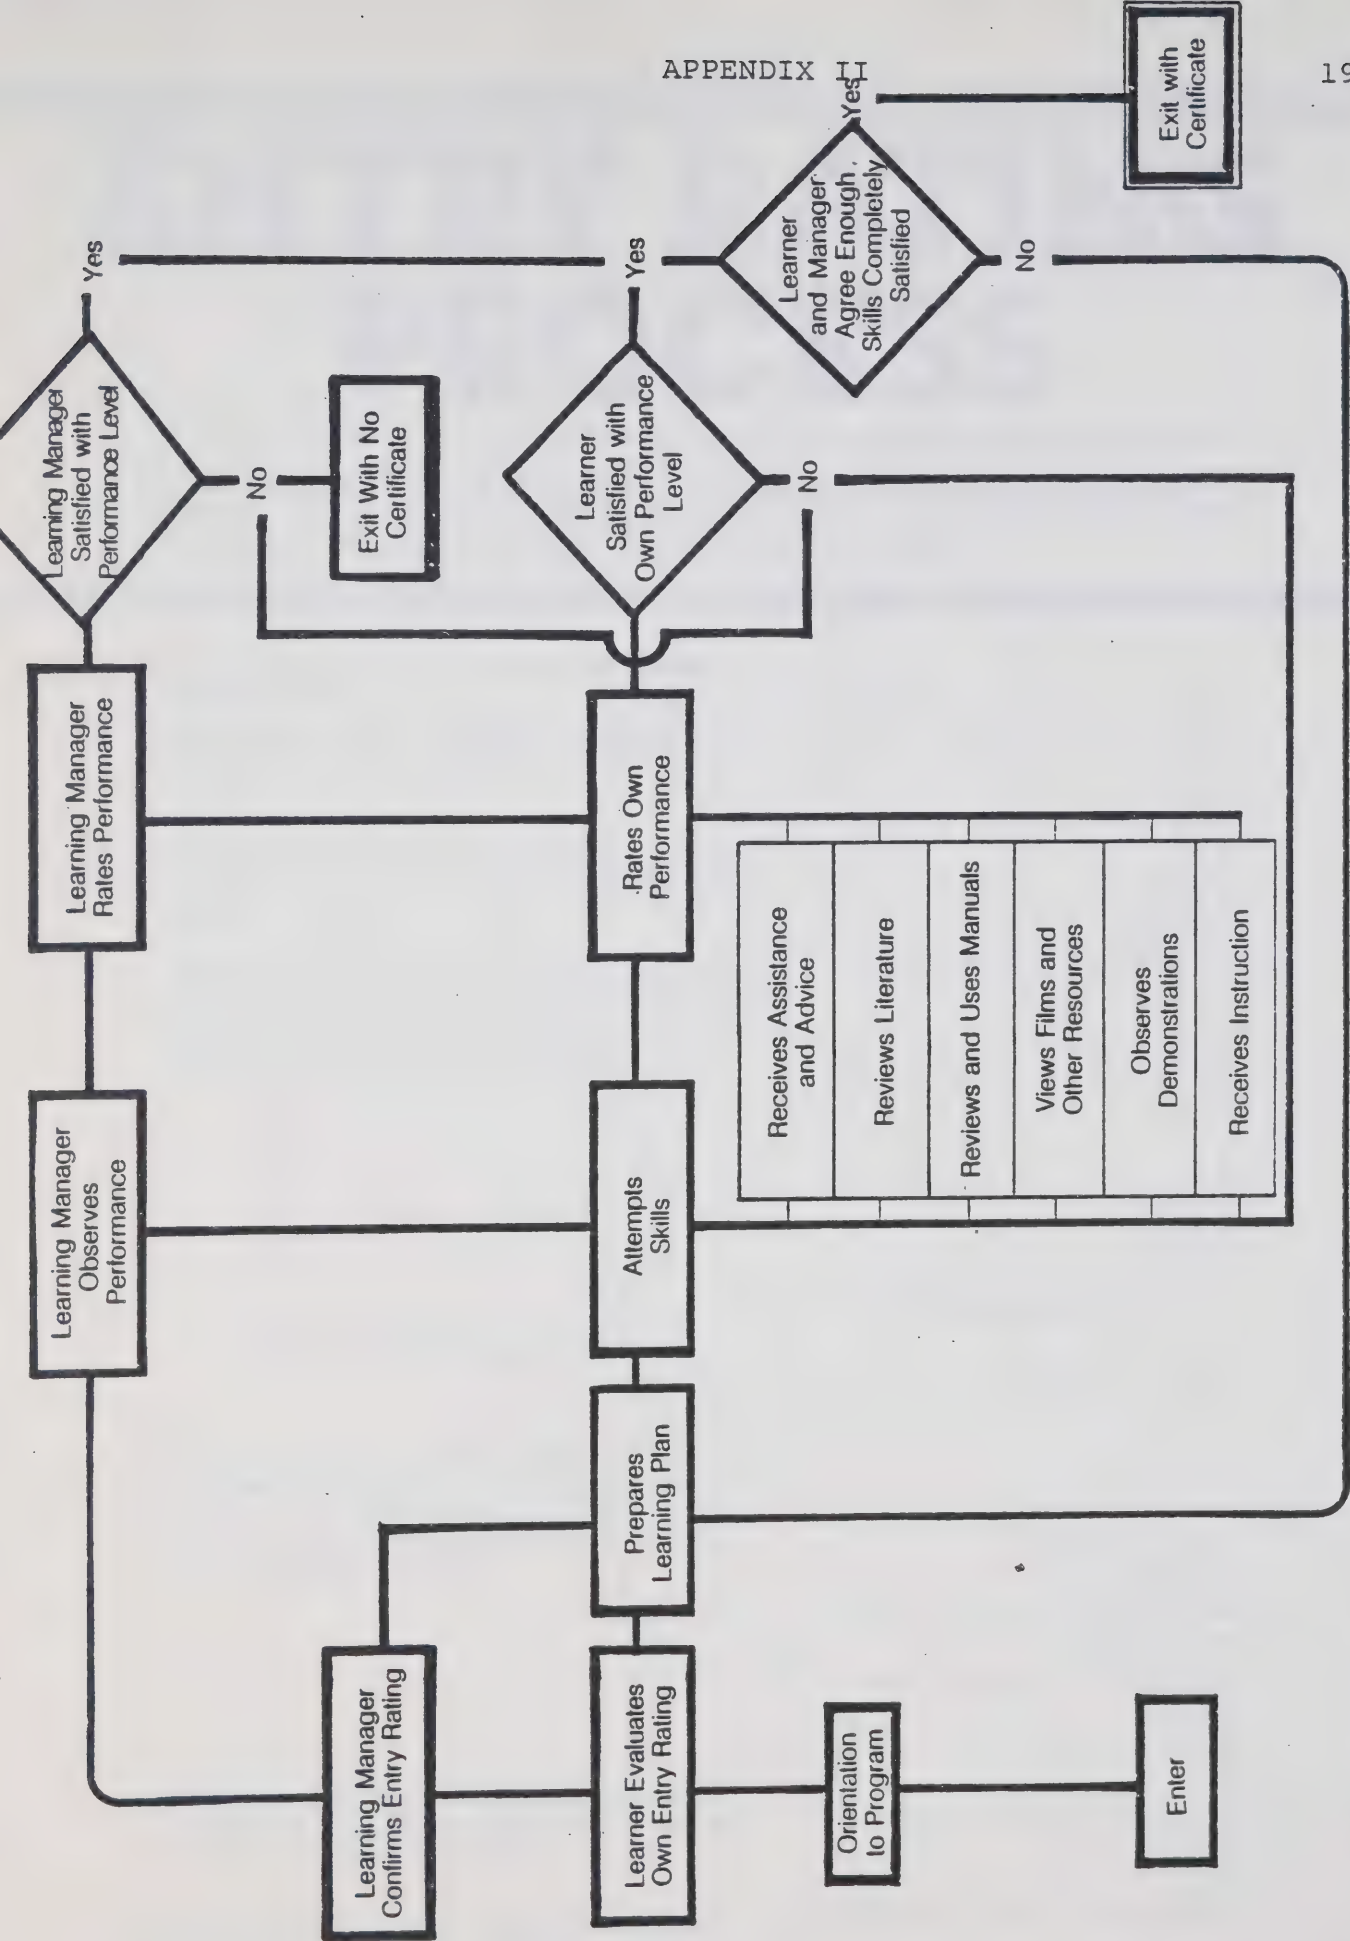 APPENDIX II
19
Enter
Orientation
to Program
Learner Evaluates
Own Entry Rating
Learning Manager
Confirms Entry Rating
Prepares
Learning Plan
Attempts
Skills
Learning Manager
Observes
Performance
Receives Assistance
and Advice
Reviews Literature
Reviews and Uses Manuals
Views Films and
Other Resources
Observes
Demonstrations
Receives Instruction
Rates Own
Performance
Learning Manager
Rates Performance
Learning Manager
Satisfied with
Performance Level
Yes
No
Exit With No
Certificate
Learner
Satisfied with
Own Performance
Level
Yes
No
Learner
and Manager
Agree Enough
Skills Completely
Satisfied
Yes
No
Exit with
Certificate